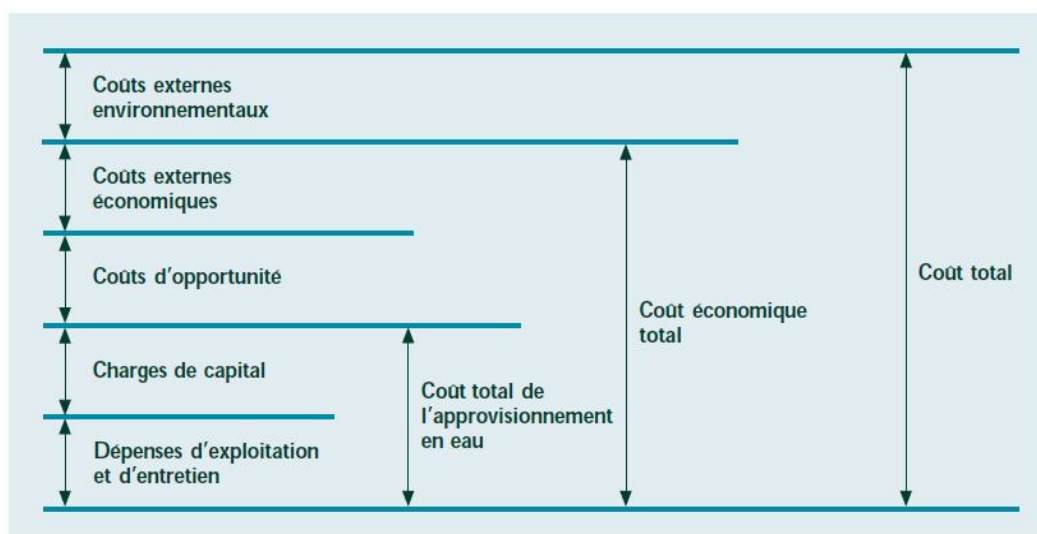 Coûts externes
environnementaux
Coûts externes
économiques
Coûts d'opportunité
Charges de capital
Dépenses d'exploitation
et d'entretien
Coût total de
l'approvisionnement
en eau
Coût économique
total
Coût total